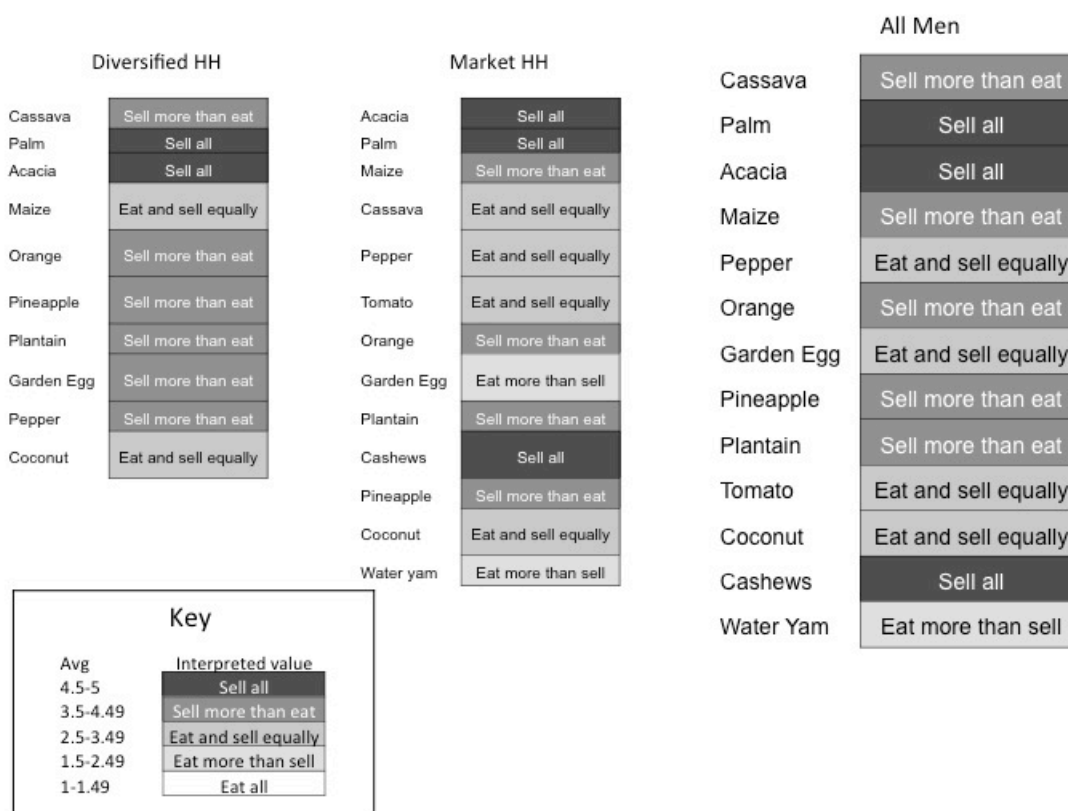 Diversified HH
Cassava Sell more than eat
Palm Sell all
Acacia Sell all
Maize Eat and sell equally
Orange Sell more than eat
Pineapple Sell more than eat
Plantain Sell more than eat
Garden Egg Sell more than eat
Pepper Sell more than eat
Coconut Eat and sell equally
Market HH
Acacia Sell all
Palm Sell all
Maize Sell more than eat
Cassava Eat and sell equally
Pepper Eat and sell equally
Tomato Eat and sell equally
Orange Sell more than eat
Garden Egg Eat more than sell
Plantain Sell more than eat
Cashews Sell all
Pineapple Sell more than eat
Coconut Eat and sell equally
Water yam Eat more than sell
All Men
Cassava Sell more than eat
Palm Sell all
Acacia Sell all
Maize Sell more than eat
Pepper Eat and sell equally
Orange Sell more than eat
Garden Egg Eat and sell equally
Pineapple Sell more than eat
Plantain Sell more than eat
Tomato Eat and sell equally
Coconut Eat and sell equally
Cashews Sell all
Water Yam Eat more than sell
Key
Avg Interpreted value
4.5-5 Sell all
3.5-4.49 Sell more than eat
2.5-3.49 Eat and sell equally
1.5-2.49 Eat more than sell
1-1.49 Eat all